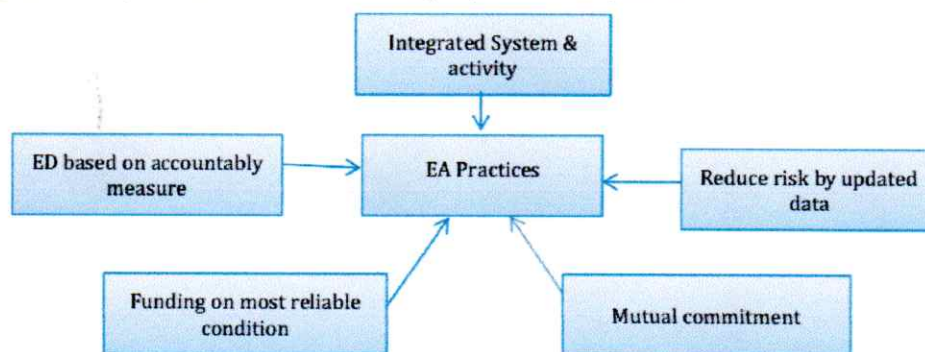 Integrated System &
activity
ED based on accountably
measure
EA Practices
Reduce risk by updated
data
Funding on most reliable
condition
Mutual commitment